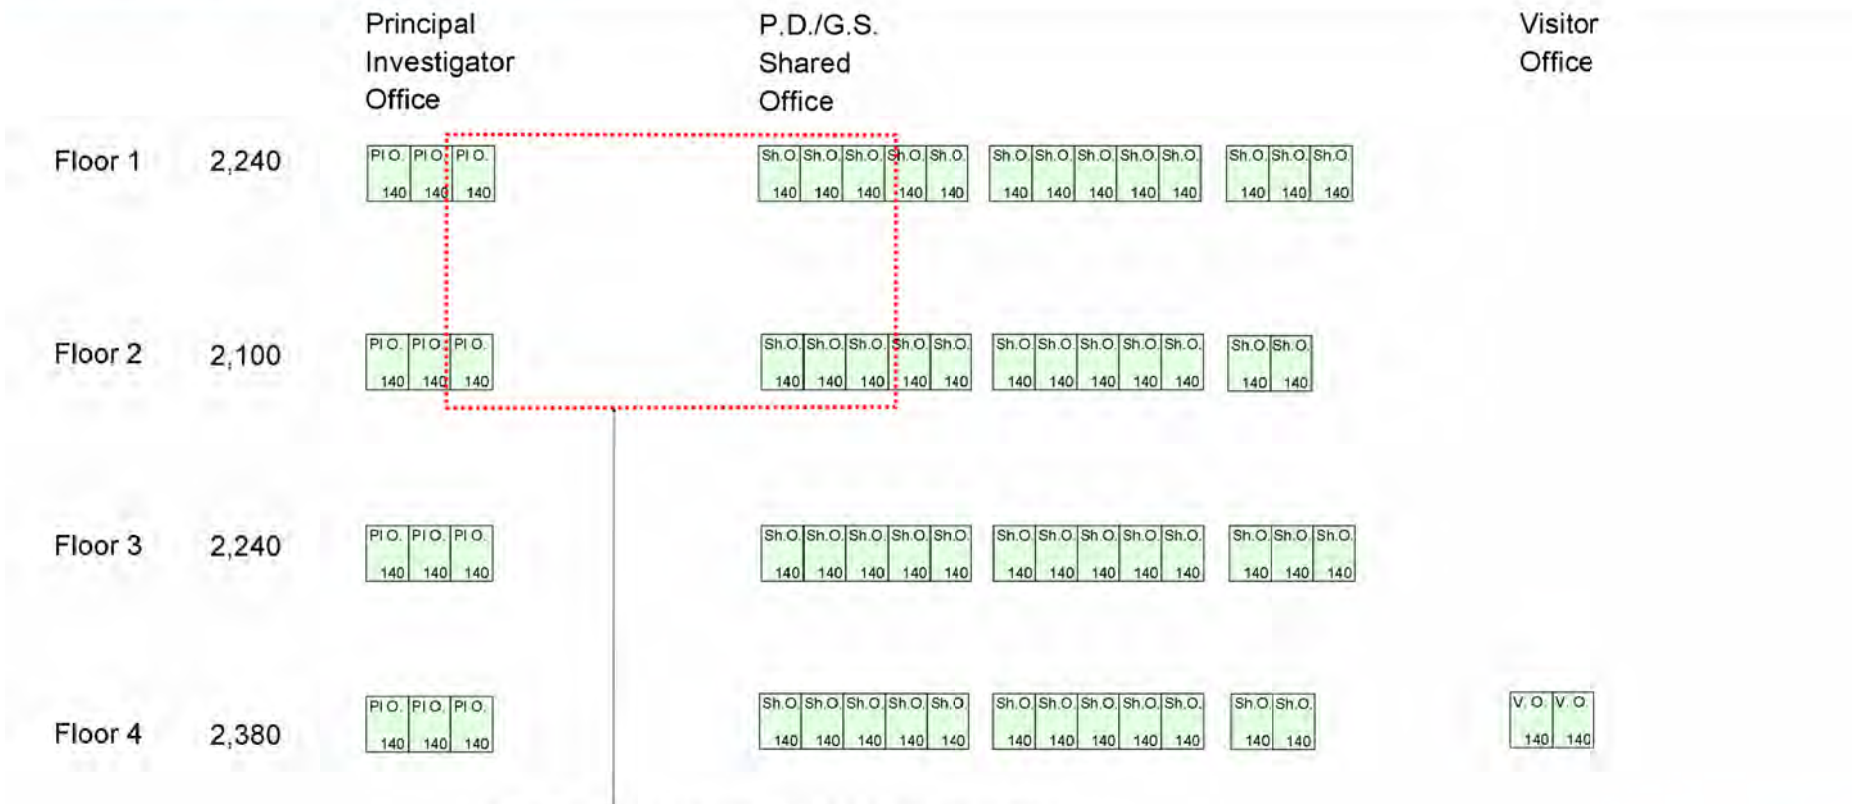 Principal
Investigator
Office
P.D./G.S.
Shared
Office
Visitor
Office
Floor 1 2,240
PI O. PI O. PI O.
140 140 140
Sh.O. Sh.O. Sh.O. Sh.O. Sh.O.
140 140 140 140 140
Sh.O. Sh.O. Sh.O. Sh.O. Sh.O.
140 140 140 140 140
Sh.O. Sh.O. Sh.O.
140 140 140
Floor 2 2,100
PI O. PI O. PI O.
140 140 140
Sh.O. Sh.O. Sh.O. Sh.O. Sh.O.
140 140 140 140 140
Sh.O. Sh.O. Sh.O. Sh.O. Sh.O.
140 140 140 140 140
Sh.O. Sh.O.
140 140
Floor 3 2,240
PI O. PI O. PI O.
140 140 140
Sh.O. Sh.O. Sh.O. Sh.O. Sh.O.
140 140 140 140 140
Sh.O. Sh.O. Sh.O. Sh.O. Sh.O.
140 140 140 140 140
Sh.O. Sh.O. Sh.O.
140 140 140
Floor 4 2,380
PI O. PI O. PI O.
140 140 140
Sh.O. Sh.O. Sh.O. Sh.O. Sh.O.
140 140 140 140 140
Sh.O. Sh.O. Sh.O. Sh.O. Sh.O.
140 140 140 140 140
Sh.O. Sh.O.
140 140
V. O. V. O.
140 140